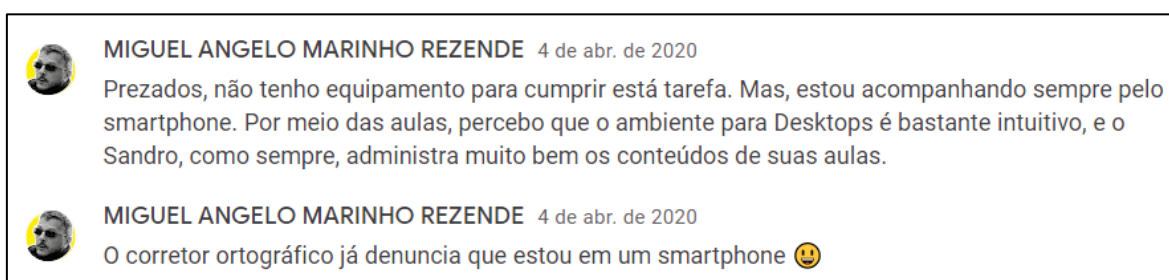 MIGUEL ANGELO MARINHO REZENDE 4 de abr. de 2020
Prezados, não tenho equipamento para cumprir está tarefa. Mas, estou acompanhando sempre pelo
smartphone. Por meio das aulas, percebo que o ambiente para Desktops é bastante intuitivo, e o
Sandro, como sempre, administra muito bem os conteúdos de suas aulas.
MIGUEL ANGELO MARINHO REZENDE 4 de abr. de 2020
O corretor ortográfico já denuncia que estou em um smartphone 😃